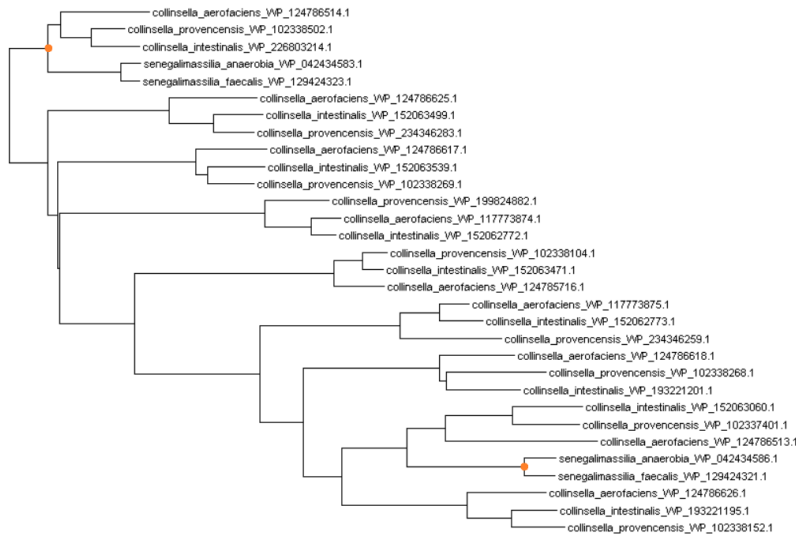 collinsella_aerofaciens_WP_124786514.1
collinsella_provencensis_WP_102338502.1
collinsella_intestinalis_WP_226803214.1
senegalimassilia_anaerobia_WP_042434583.1
senegalimassilia_faecalis_WP_129424323.1
collinsella_aerofaciens_WP_124786625.1
collinsella_intestinalis_WP_152063499.1
collinsella_provencensis_WP_234346283.1
collinsella_aerofaciens_WP_124786617.1
collinsella_intestinalis_WP_152063539.1
collinsella_provencensis_WP_102338269.1
collinsella_provencensis_WP_199824882.1
collinsella_aerofaciens_WP_117773874.1
collinsella_intestinalis_WP_152062772.1
collinsella_provencensis_WP_102338104.1
collinsella_intestinalis_WP_152063471.1
collinsella_aerofaciens_WP_124785716.1
collinsella_aerofaciens_WP_117773875.1
collinsella_intestinalis_WP_152062773.1
collinsella_provencensis_WP_234346259.1
collinsella_aerofaciens_WP_124786618.1
collinsella_provencensis_WP_102338268.1
collinsella_intestinalis_WP_193221201.1
collinsella_intestinalis_WP_152063060.1
collinsella_provencensis_WP_102337401.1
collinsella_aerofaciens_WP_124786513.1
senegalimassilia_anaerobia_WP_042434586.1
senegalimassilia_faecalis_WP_129424321.1
collinsella_aerofaciens_WP_124786626.1
collinsella_intestinalis_WP_193221195.1
collinsella_provencensis_WP_102338152.1